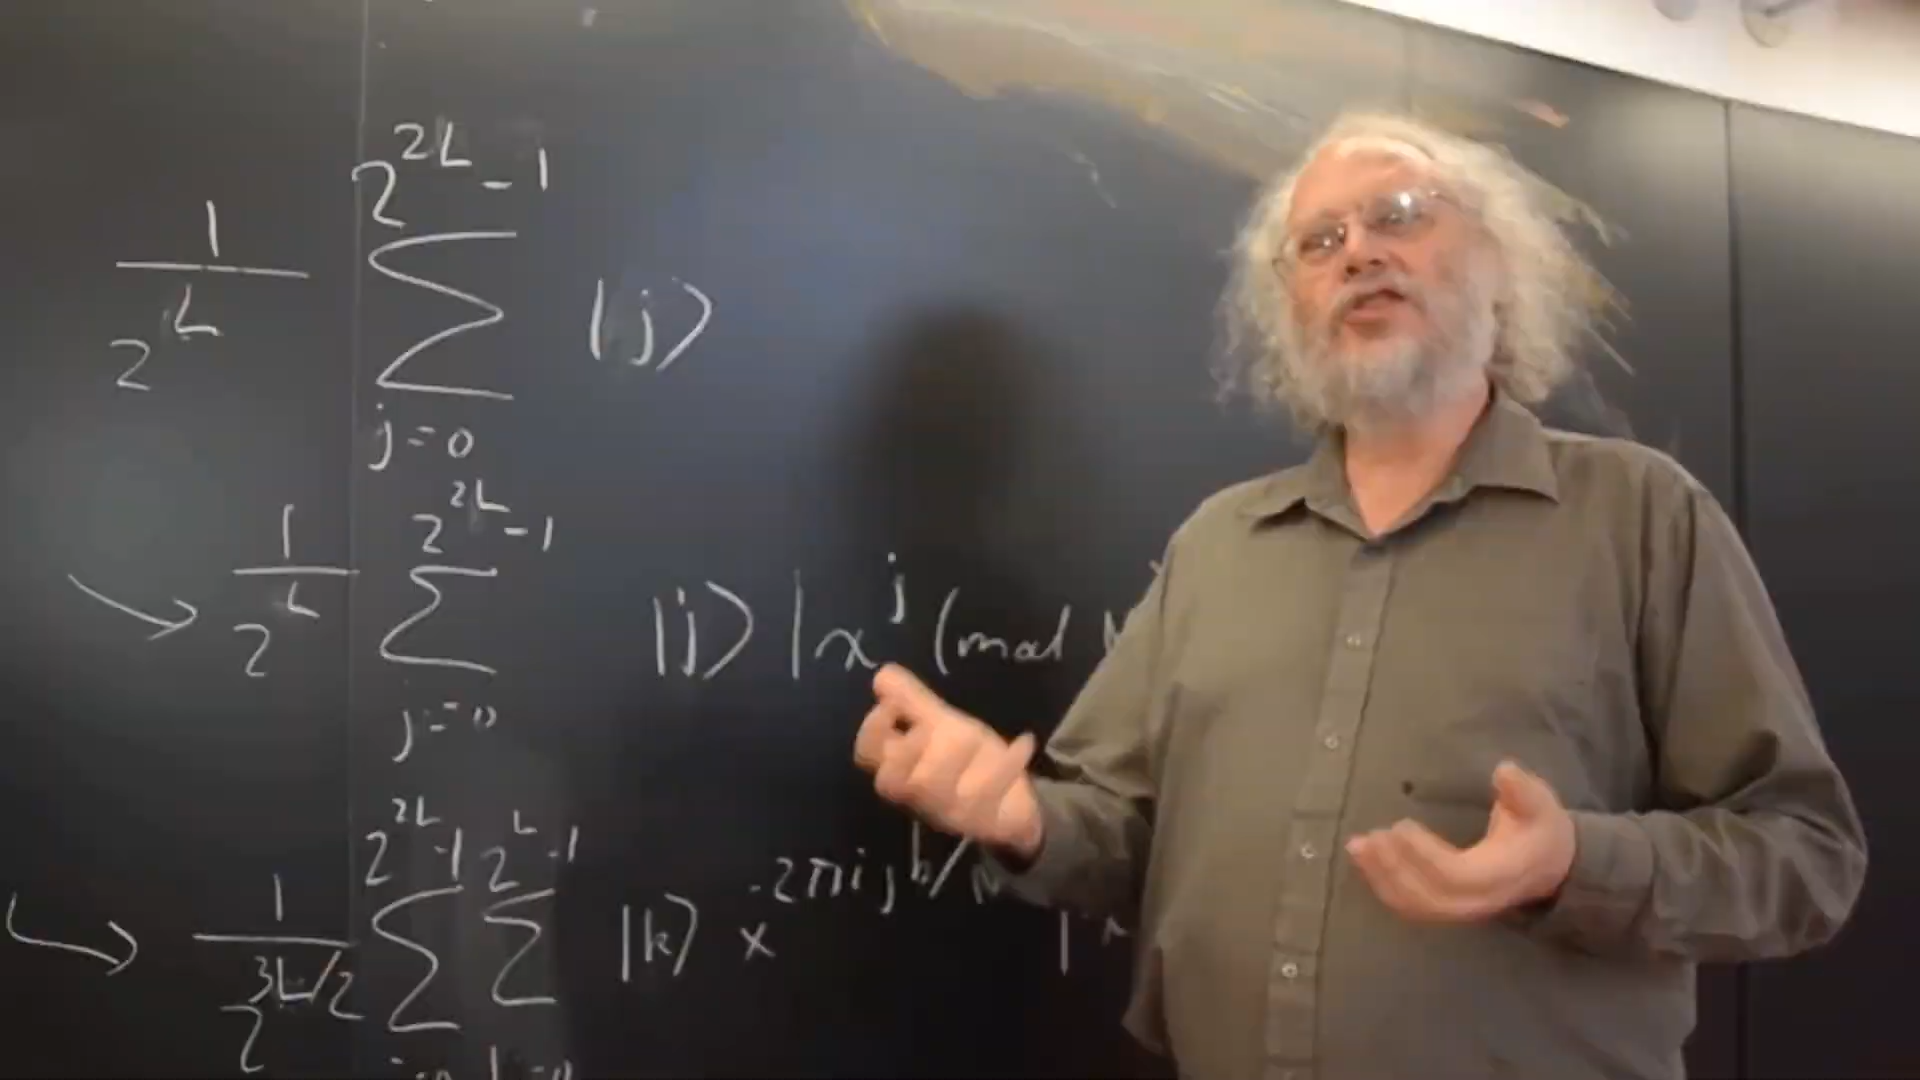 1/2^L Σ_{j=0}^{2^{2L}-1} |j⟩
→ 1/2^L Σ_{j=0}^{2^{2L}-1} |j⟩ |x^j (mod
→ 1/2^{3L/2} Σ^{2^{2L}-1} Σ^{2^L-1} |k⟩ x^{-2πijk/